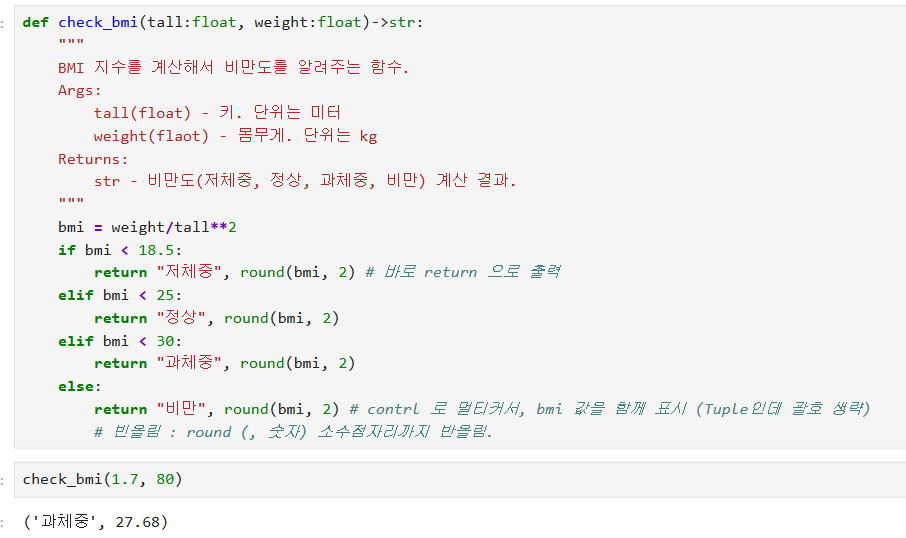 def check_bmi(tall:float, weight:float)->str:
    """
    BMI 지수를 계산해서 비만도를 알려주는 함수.
    Args:
        tall(float) - 키. 단위는 미터
        weight(flaot) - 몸무게. 단위는 kg
    Returns:
        str - 비만도(저체중, 정상, 과체중, 비만) 계산 결과.
    """
    bmi = weight/tall**2
    if bmi < 18.5:
        return "저체중", round(bmi, 2) # 바로 return 으로 출력
    elif bmi < 25:
        return "정상", round(bmi, 2)
    elif bmi < 30:
        return "과체중", round(bmi, 2)
    else:
        return "비만", round(bmi, 2) # contrl 로 멀티커서, bmi 값을 함께 표시 (Tuple인데 괄호 생략)
        # 반올림 : round (, 숫자) 소수점자리까지 반올림.
check_bmi(1.7, 80)
('과체중', 27.68)